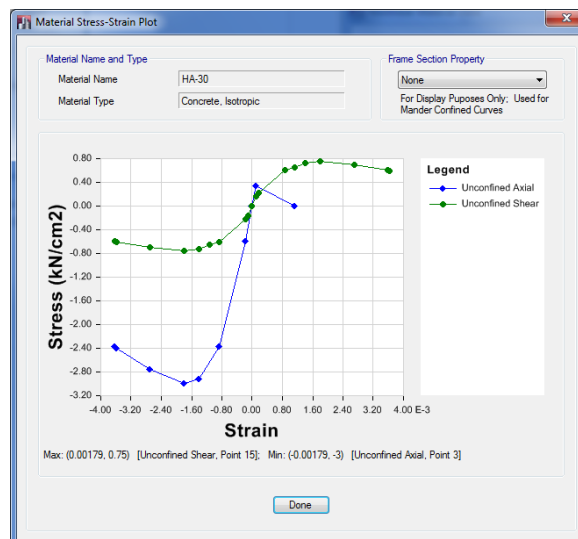 Material Stress-Strain Plot
Material Name and Type
Material Name
HA-30
Material Type
Concrete, Isotropic
Frame Section Property
None
For Display Puposes Only;  Used for
Mander Confined Curves
Stress (kN/cm2)
0.80
0.40
0.00
-0.40
-0.80
-1.20
-1.60
-2.00
-2.40
-2.80
-3.20
-4.00 -3.20 -2.40 -1.60 -0.80 0.00 0.80 1.60 2.40 3.20 4.00 E-3
Strain
Legend
Unconfined Axial
Unconfined Shear
Max: (0.00179, 0.75)  [Unconfined Shear, Point 15];  Min: (-0.00179, -3)  [Unconfined Axial, Point 3]
Done